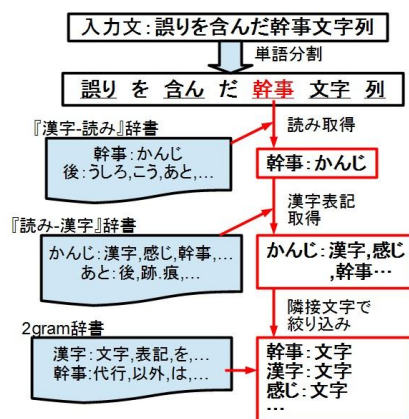 入力文:誤りを含んだ幹事文字列
単語分割
誤り を 含ん だ 幹事 文字 列
『漢字-読み』辞書
幹事:かんじ
後:うしろ,こう,あと,…
読み取得
幹事:かんじ
『読み-漢字』辞書
かんじ:漢字,感じ,幹事,…
あと:後,跡.痕,…
漢字表記
取得
かんじ:漢字,感じ
,幹事…
隣接文字で
絞り込み
2gram辞書
漢字:文字,表記,を,…
幹事:代行,以外,は,…
幹事:文字
漢字:文字
感じ:文字
…